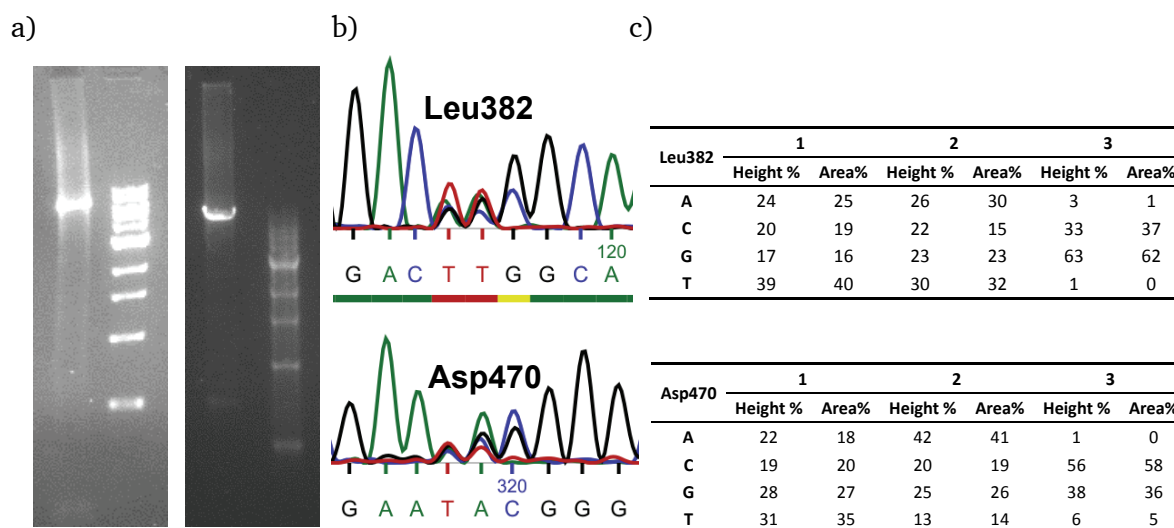 a)
b)
c)
Leu382
120
G A C T T G G C A
Asp470
320
G A A T A C G G G
Leu382 1 2 3
Height % Area% Height % Area% Height % Area%
A 24 25 26 30 3 1
C 20 19 22 15 33 37
G 17 16 23 23 63 62
T 39 40 30 32 1 0
Asp470 1 2 3
Height % Area% Height % Area% Height % Area%
A 22 18 42 41 1 0
C 19 20 20 19 56 58
G 28 27 25 26 38 36
T 31 35 13 14 6 5